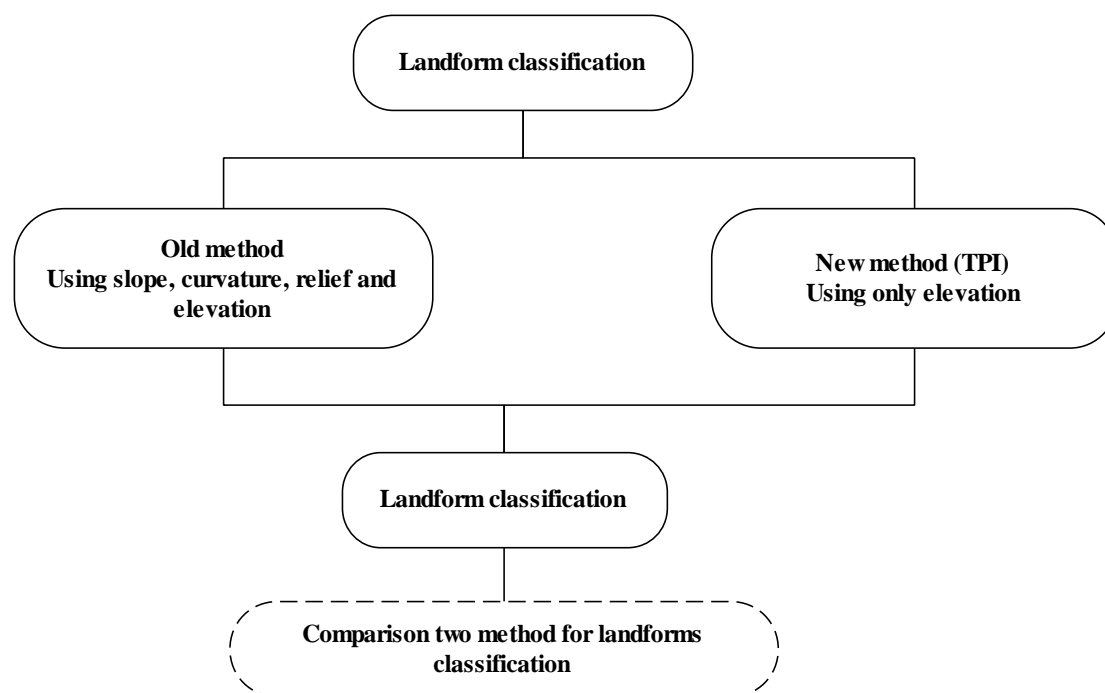 Landform classification
Old method
Using slope, curvature, relief and
elevation
New method (TPI)
Using only elevation
Landform classification
Comparison two method for landforms
classification